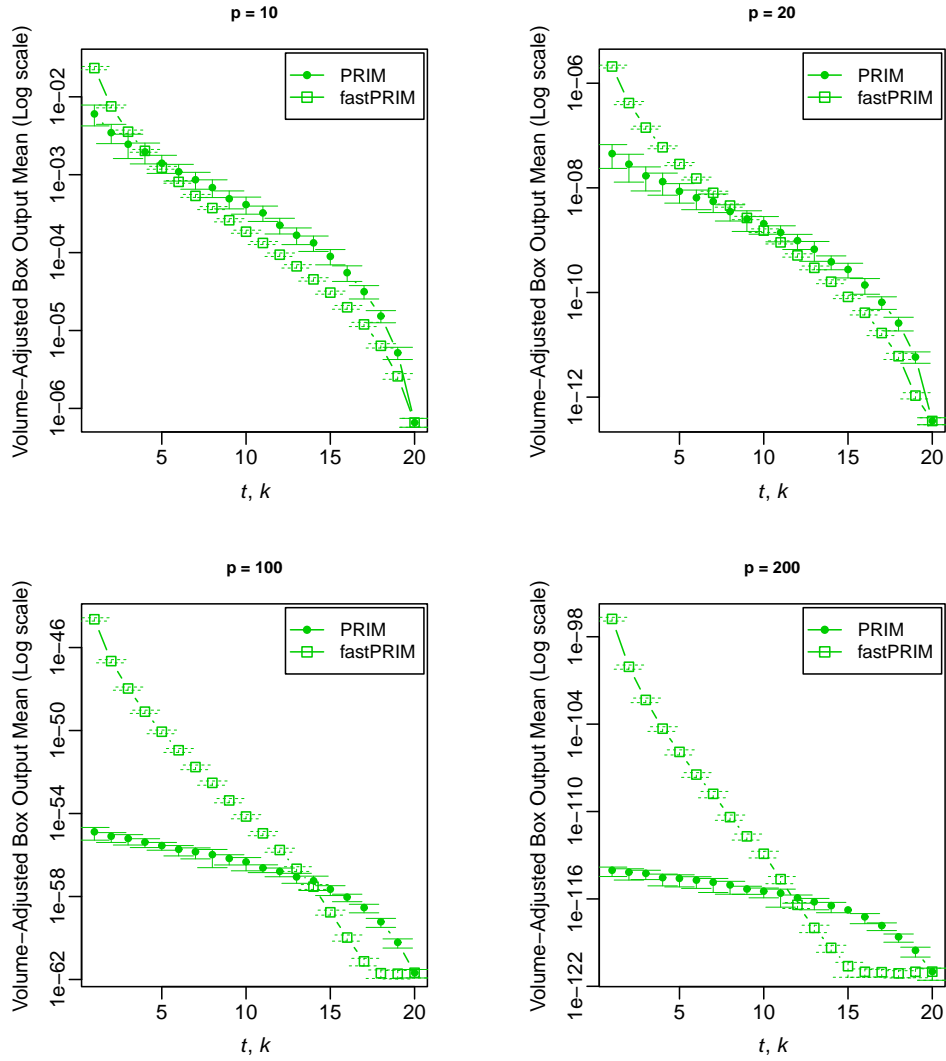 p = 10
Volume−Adjusted Box Output Mean (Log scale)
1e−02
1e−03
1e−04
1e−05
1e−06
PRIM
fastPRIM
5
10
15
20
t, k
p = 20
Volume−Adjusted Box Output Mean (Log scale)
1e−06
1e−08
1e−10
1e−12
PRIM
fastPRIM
5
10
15
20
t, k
p = 100
Volume−Adjusted Box Output Mean (Log scale)
1e−46
1e−50
1e−54
1e−58
1e−62
PRIM
fastPRIM
5
10
15
20
t, k
p = 200
Volume−Adjusted Box Output Mean (Log scale)
1e−98
1e−104
1e−110
1e−116
1e−122
PRIM
fastPRIM
5
10
15
20
t, k